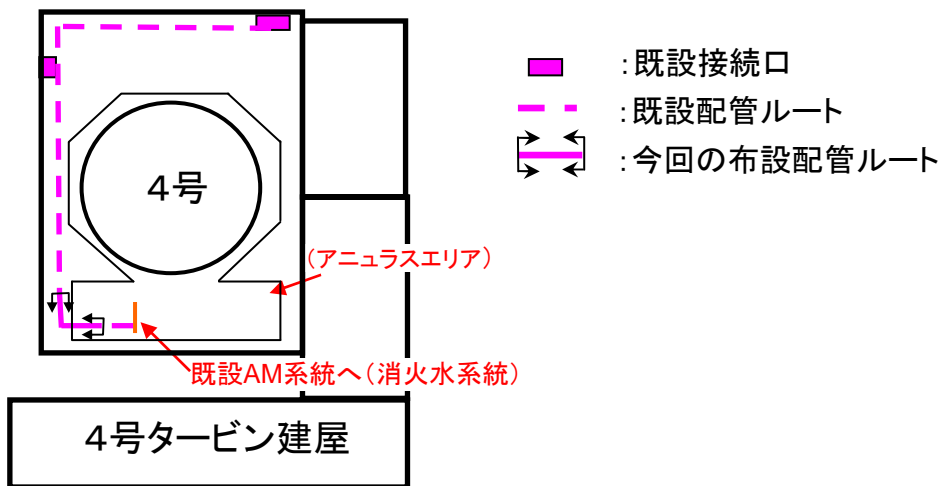 ：既設接続口
：既設配管ルート
：今回の布設配管ルート
４号
（アニュラスエリア）
既設AM系統へ（消火水系統）
４号タービン建屋